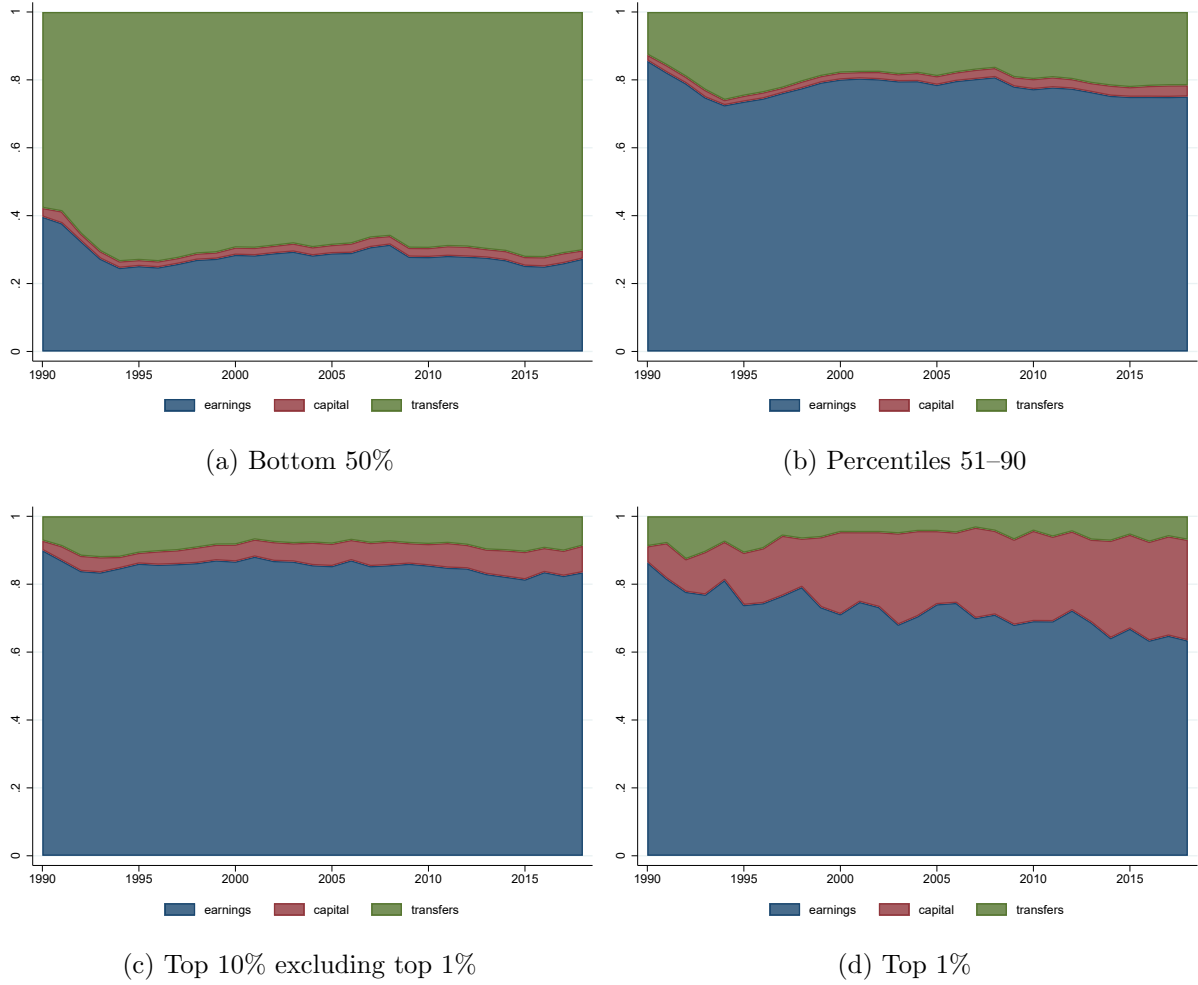 1
.8
.6
.4
.2
0
1990 1995 2000 2005 2010 2015
earnings capital transfers
(a) Bottom 50%
1
.8
.6
.4
.2
0
1990 1995 2000 2005 2010 2015
earnings capital transfers
(b) Percentiles 51–90
1
.8
.6
.4
.2
0
1990 1995 2000 2005 2010 2015
earnings capital transfers
(c) Top 10% excluding top 1%
1
.8
.6
.4
.2
0
1990 1995 2000 2005 2010 2015
earnings capital transfers
(d) Top 1%